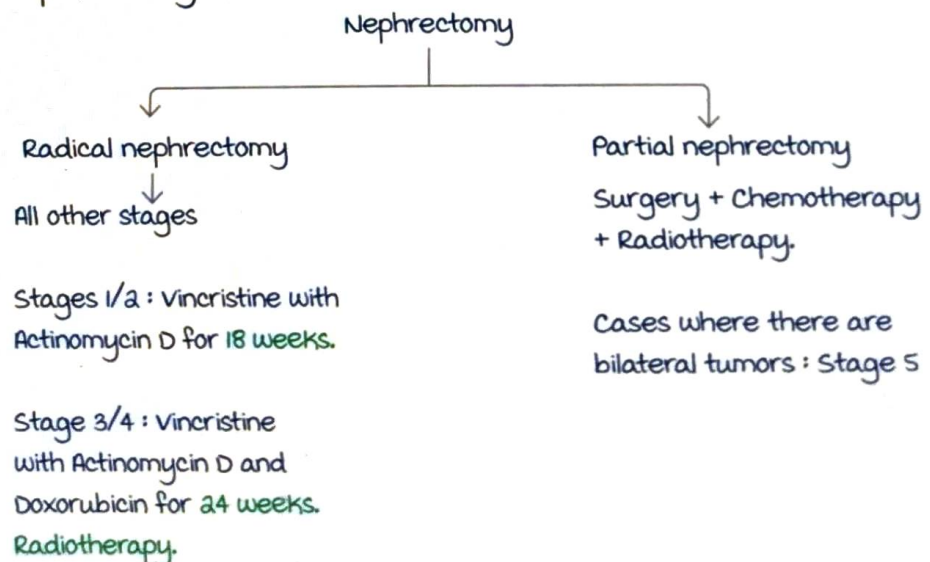 Nephrectomy
Radical nephrectomy
All other stages
Stages 1/2 : Vincristine with
Actinomycin D for 18 weeks.
Stage 3/4 : Vincristine
with Actinomycin D and
Doxorubicin for 24 weeks.
Radiotherapy.
Partial nephrectomy
Surgery + Chemotherapy
+ Radiotherapy.
Cases where there are
bilateral tumors : Stage 5